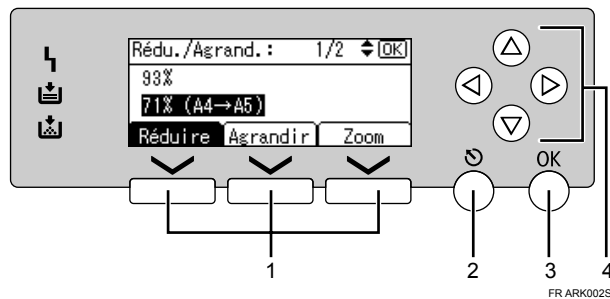 Rédu./Agrand.: 1/2 OK
93%
71% (A4→A5)
Réduire Agrandir Zoom
OK
1 2 3 4
FR ARK002S